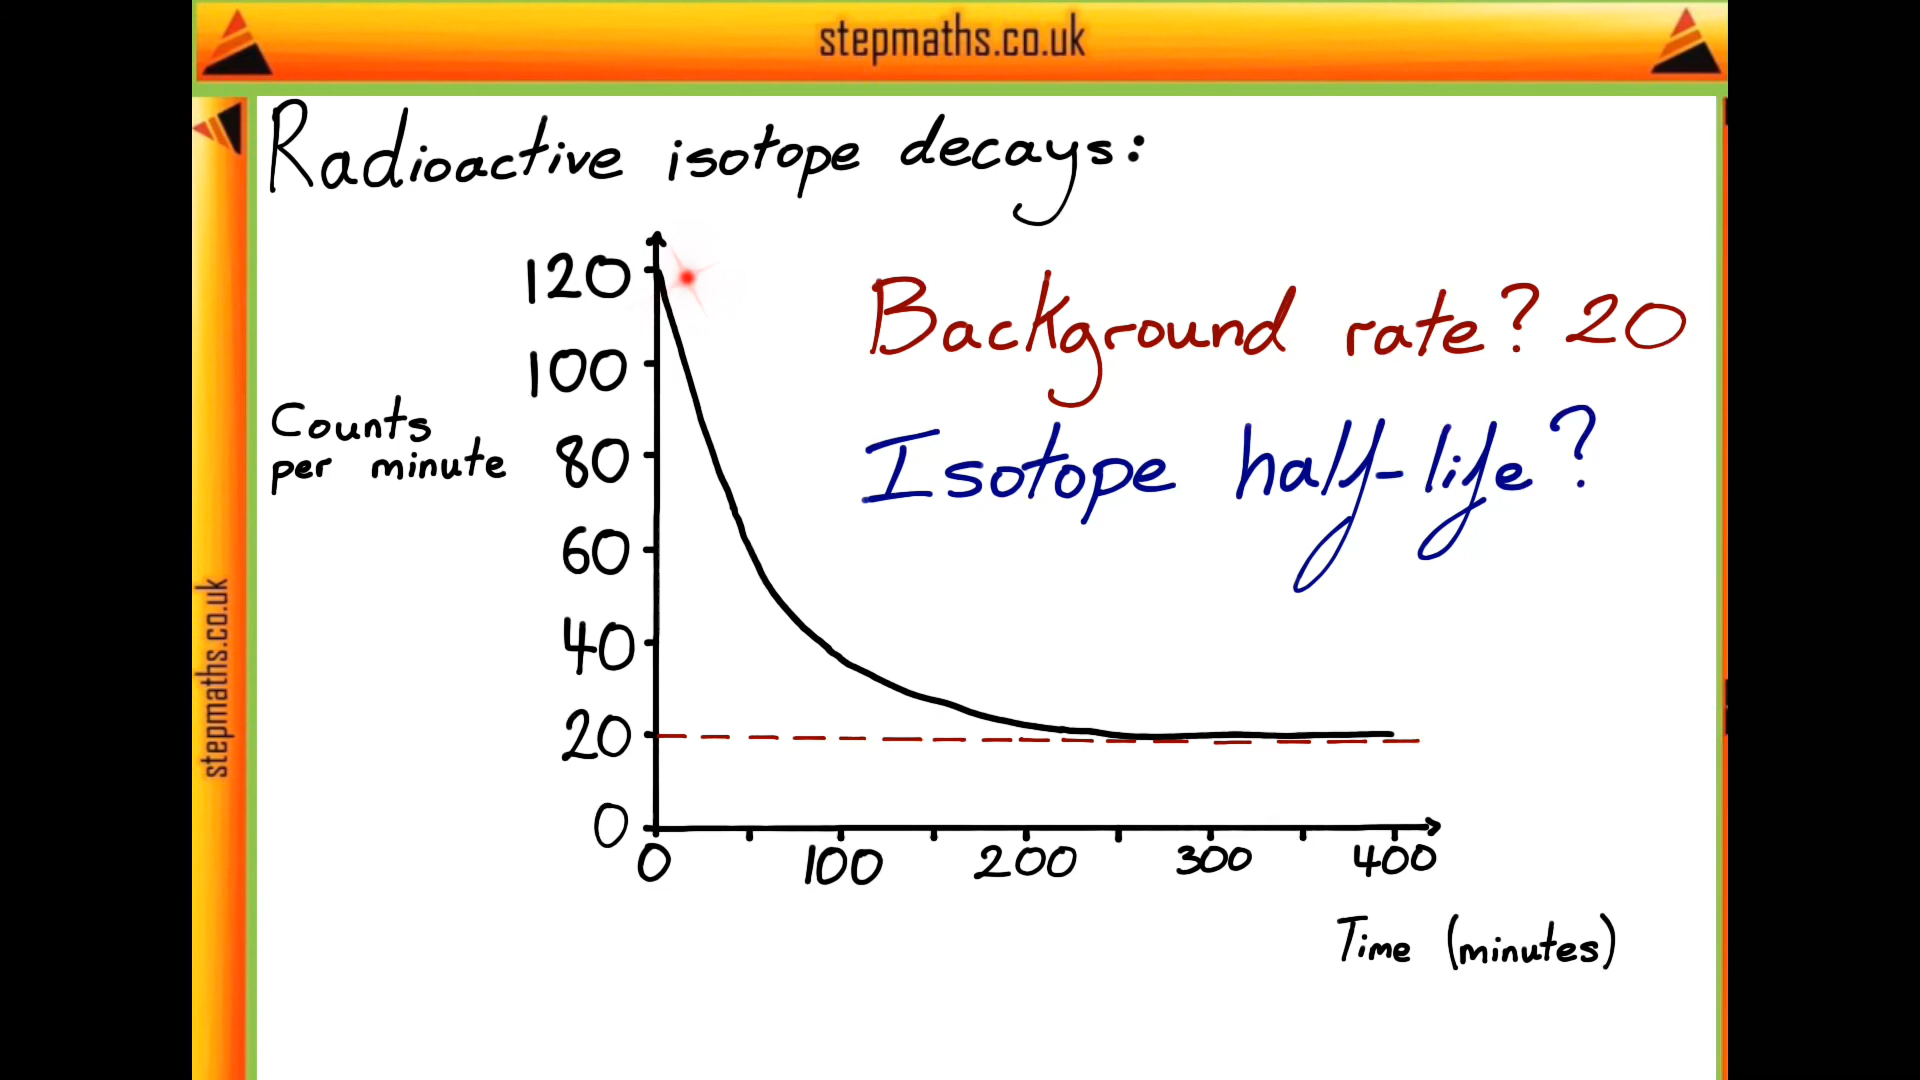 stepmaths.co.uk
Radioactive isotope decays:
120
100
80
60
40
20
0
Counts
per minute
Background rate? 20
Isotope half-life?
0 100 200 300 400
Time (minutes)
stepmaths.co.uk